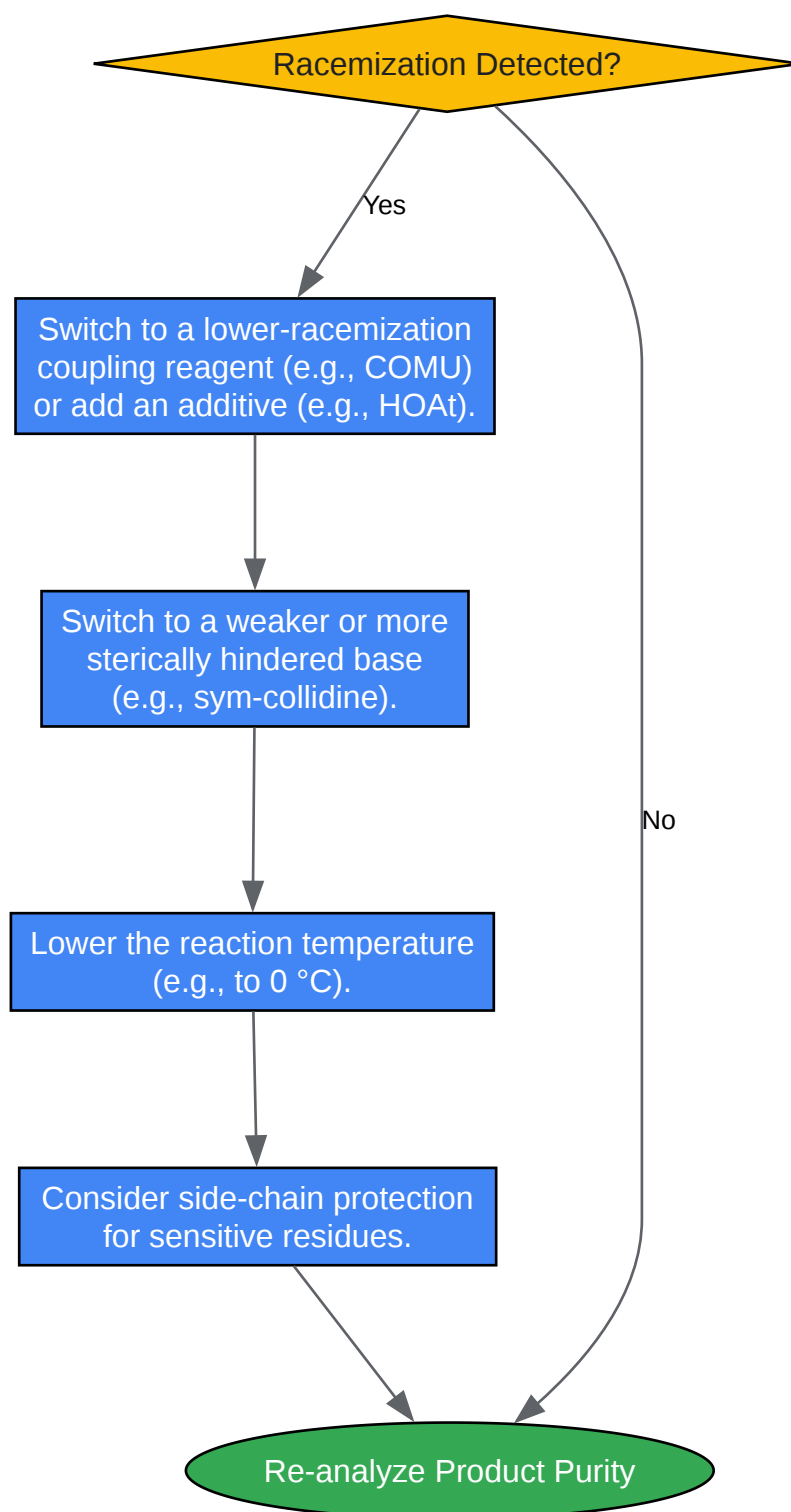 Racemization Detected?
Yes
Switch to a lower-racemization
coupling reagent (e.g., COMU)
or add an additive (e.g., HOAt).
Switch to a weaker or more
sterically hindered base
(e.g., sym-collidine).
No
Lower the reaction temperature
(e.g., to 0 °C).
Consider side-chain protection
for sensitive residues.
Re-analyze Product Purity